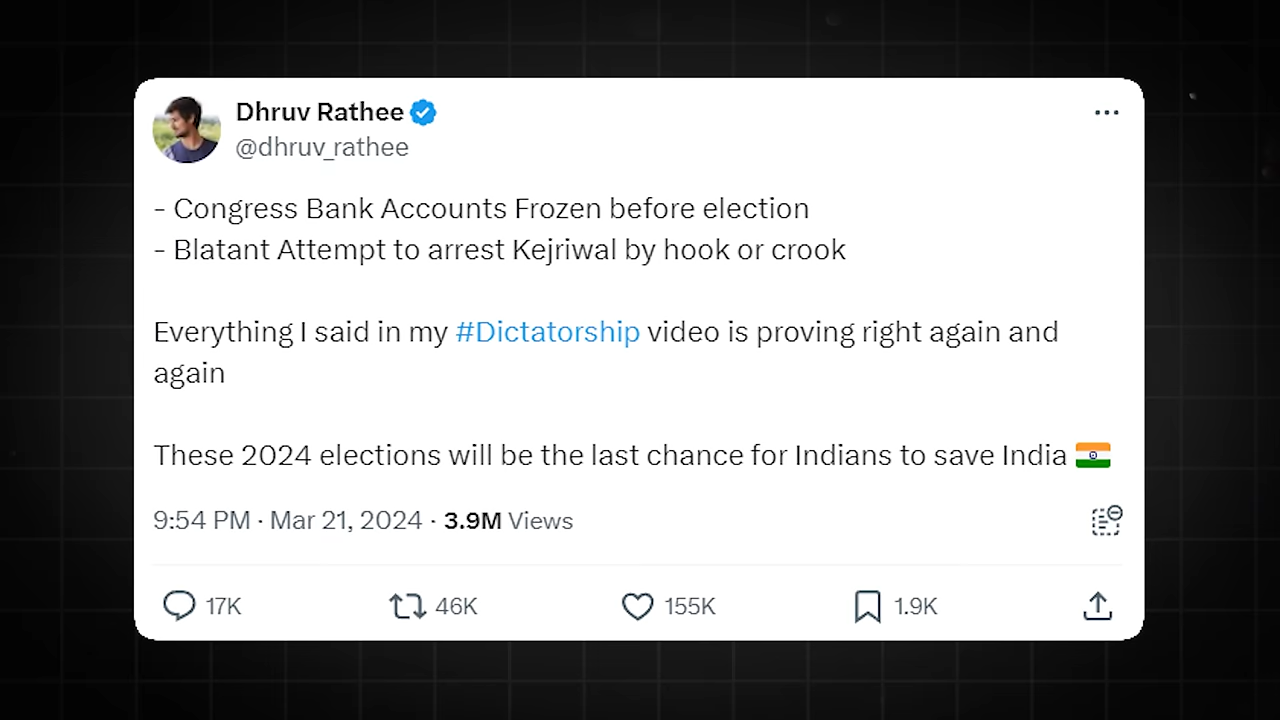 Dhruv Rathee
@dhruv_rathee
- Congress Bank Accounts Frozen before election
- Blatant Attempt to arrest Kejriwal by hook or crook
Everything I said in my #Dictatorship video is proving right again and
again
These 2024 elections will be the last chance for Indians to save India 🇮🇳
9:54 PM · Mar 21, 2024 · 3.9M Views
17K 46K 155K 1.9K